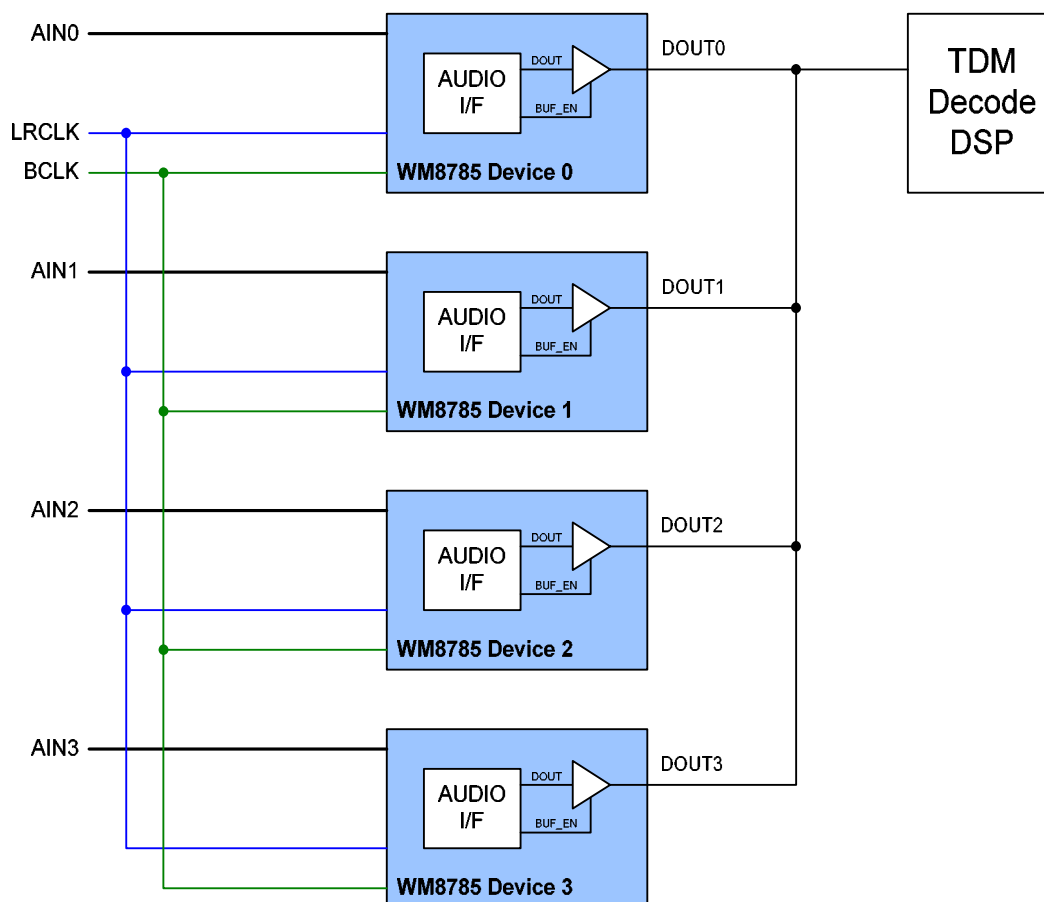 AIN0
LRCLK
BCLK
AUDIO
I/F
DOUT
BUF_EN
WM8785 Device 0
DOUT0
TDM
Decode
DSP
AIN1
AUDIO
I/F
DOUT
BUF_EN
WM8785 Device 1
DOUT1
AIN2
AUDIO
I/F
DOUT
BUF_EN
WM8785 Device 2
DOUT2
AIN3
AUDIO
I/F
DOUT
BUF_EN
WM8785 Device 3
DOUT3